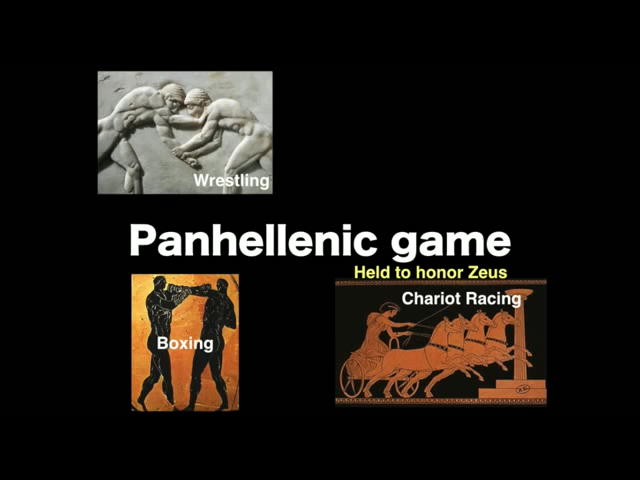 Wrestling
Panhellenic game
Held to honor Zeus
Chariot Racing
Boxing